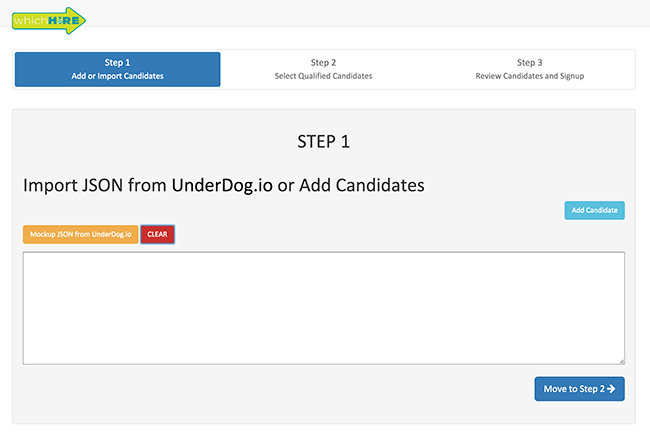 whichHIRE
Step 1
Add or Import Candidates
Step 2
Select Qualified Candidates
Step 3
Review Candidates and Signup
STEP 1
Import JSON from UnderDog.io or Add Candidates
Add Candidate
Mockup JSON from UnderDog.io
CLEAR
Move to Step 2